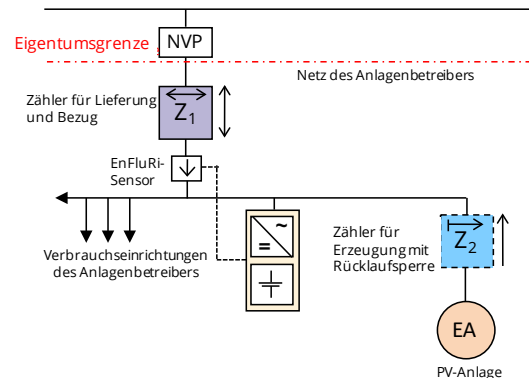 Eigentumsgrenze
NVP
Netz des Anlagenbetreibers
Zähler für Lieferung
und Bezug
Z1
EnFluRi-
Sensor
Verbrauchseinrichtungen
des Anlagenbetreibers
~
=
Zähler für
Erzeugung mit
Rücklaufsperre
Z2
EA
PV-Anlage